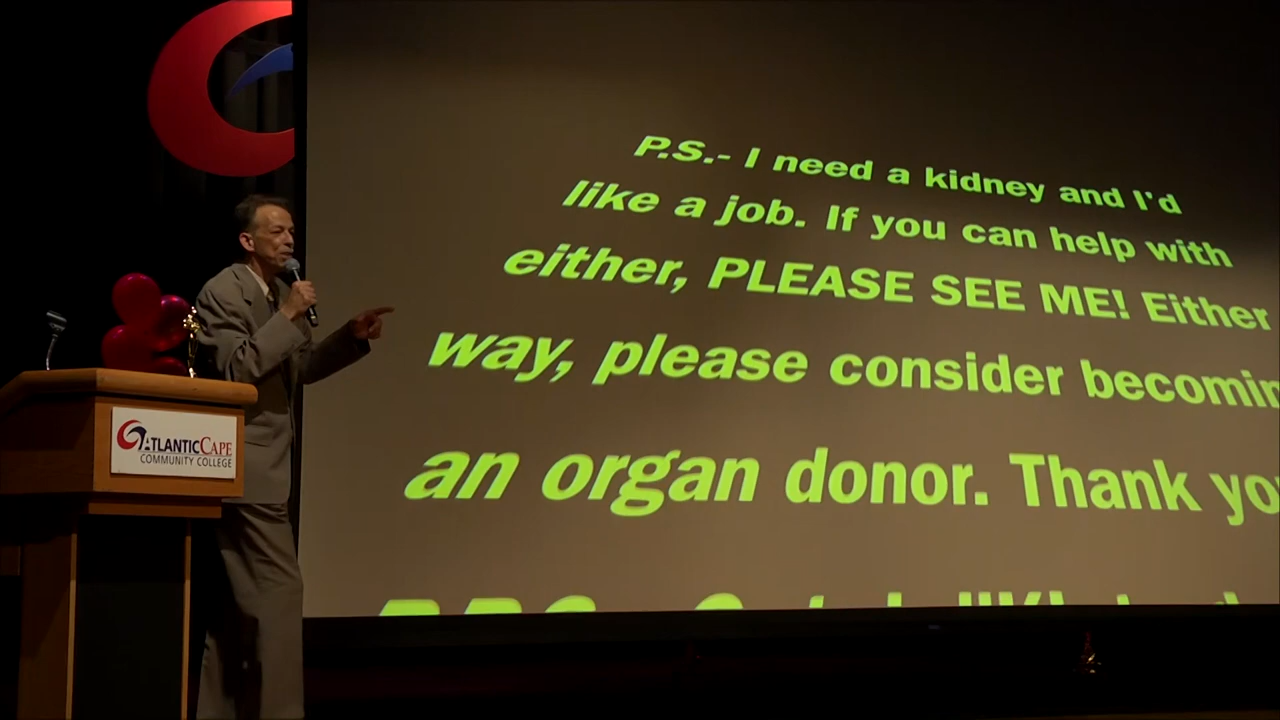 P.S.- I need a kidney and I'd
like a job. If you can help with
either, PLEASE SEE ME! Either
way, please consider becomin
an organ donor. Thank yo
ATLANTICCAPE
COMMUNITY COLLEGE